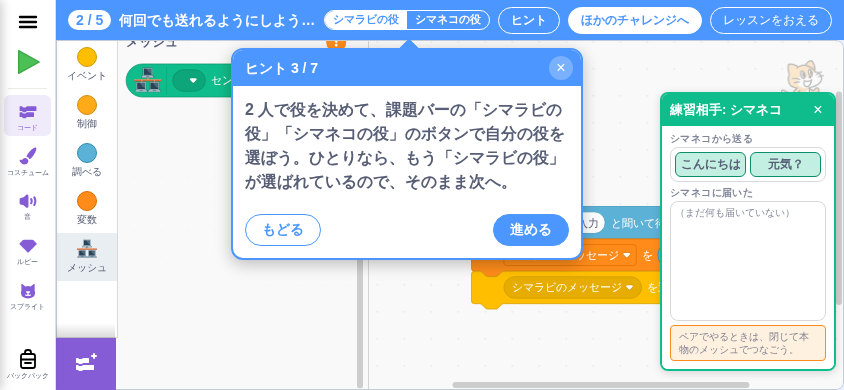 2 / 5
何回でも送れるようにしよう…
シマラビの役
シマネコの役
ヒント
ほかのチャレンジへ
レッスンをおえる
コード
コスチューム
音
ルビー
スプライト
バックパック
イベント
制御
調べる
変数
メッシュ
メッシュ
セン
ヒント 3 / 7
×
2 人で役を決めて、課題バーの「シマラビの
役」「シマネコの役」のボタンで自分の役を
選ぼう。ひとりなら、もう「シマラビの役」
が選ばれているので、そのまま次へ。
もどる
進める
入力
と聞いて待
ッセージ
を
シマラビのメッセージ
を
練習相手: シマネコ
×
シマネコから送る
こんにちは
元気？
シマネコに届いた
（まだ何も届いていない）
ペアでやるときは、閉じて本
物のメッシュでつなごう。